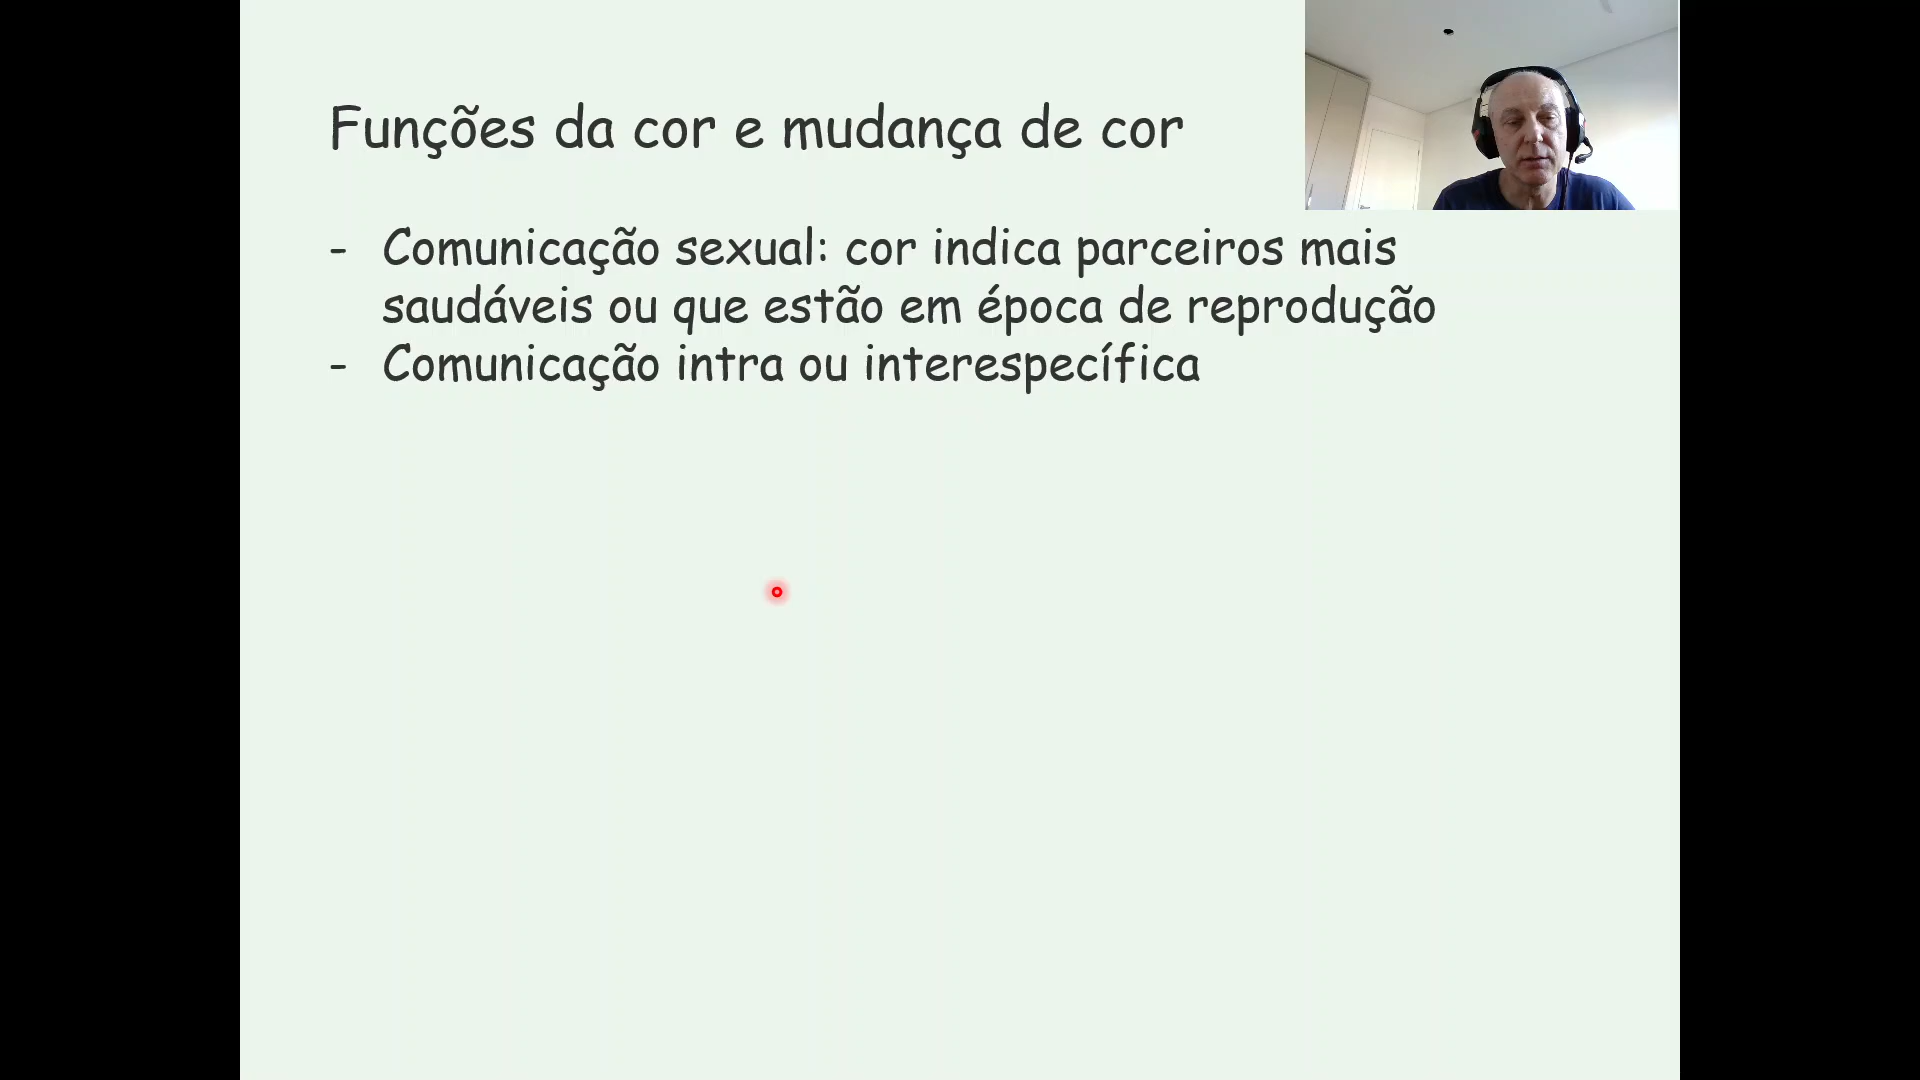 Funções da cor e mudança de cor
- Comunicação sexual: cor indica parceiros mais
saudáveis ou que estão em época de reprodução
- Comunicação intra ou interespecífica